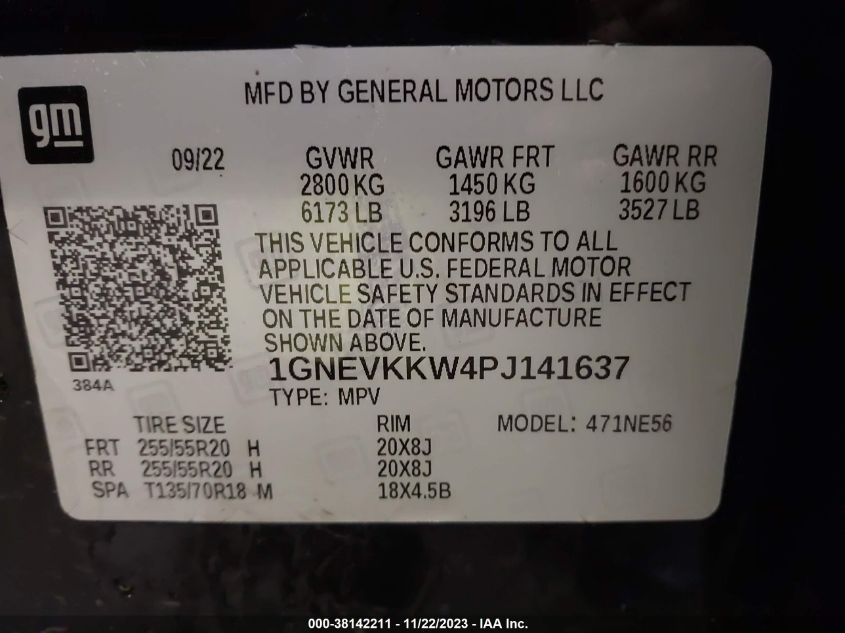 gm
MFD BY GENERAL MOTORS LLC
09/22 GVWR GAWR FRT GAWR RR
2800 KG 1450 KG 1600 KG
6173 LB 3196 LB 3527 LB
THIS VEHICLE CONFORMS TO ALL
APPLICABLE U.S. FEDERAL MOTOR
VEHICLE SAFETY STANDARDS IN EFFECT
ON THE DATE OF MANUFACTURE
SHOWN ABOVE.
384A
1GNEVKKW4PJ141637
TYPE: MPV
TIRE SIZE RIM MODEL: 471NE56
FRT 255/55R20 H 20X8J
RR 255/55R20 H 20X8J
SPA T135/70R18 M 18X4.5B
000-38142211 - 11/22/2023 - IAA Inc.